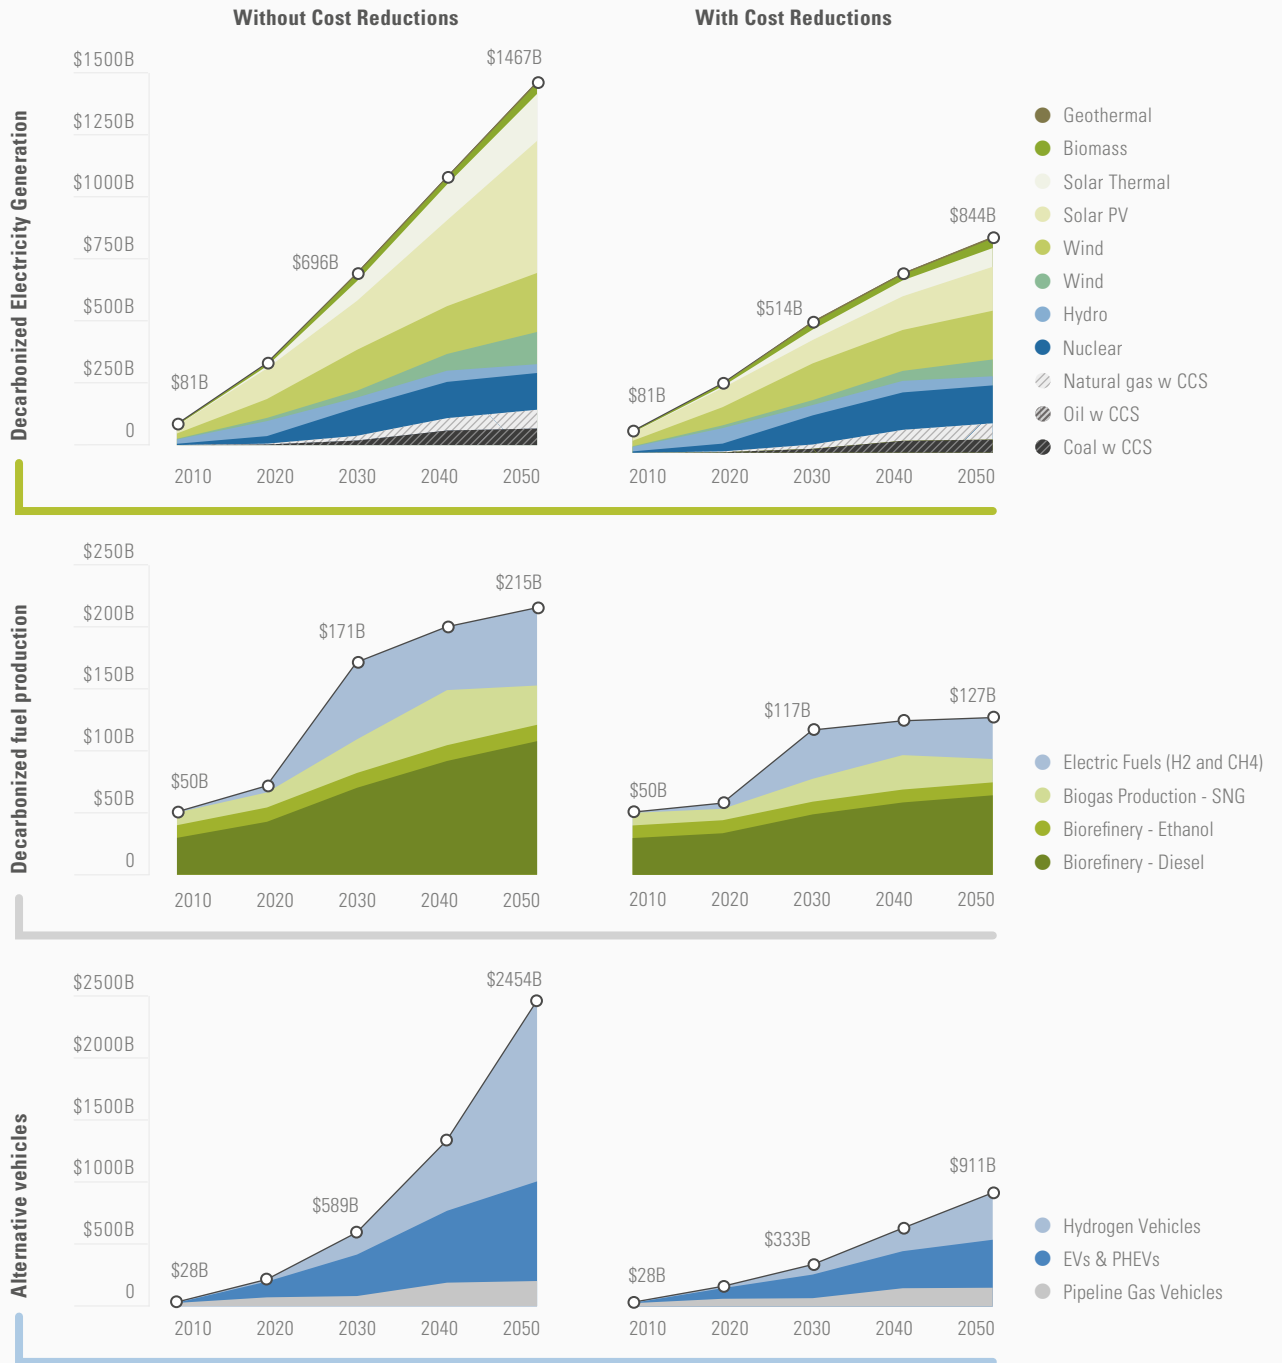 Without Cost Reductions
With Cost Reductions
Decarbonized Electricity Generation
$1500B
$1250B
$1000B
$750B
$500B
$250B
0
$81B
$696B
$1467B
2010 2020 2030 2040 2050
$81B
$514B
$844B
2010 2020 2030 2040 2050
Geothermal
Biomass
Solar Thermal
Solar PV
Wind
Wind
Hydro
Nuclear
Natural gas w CCS
Oil w CCS
Coal w CCS
Decarbonized fuel production
$250B
$200B
$150B
$100B
$50B
0
$50B
$171B
$215B
2010 2020 2030 2040 2050
$50B
$117B
$127B
2010 2020 2030 2040 2050
Electric Fuels (H2 and CH4)
Biogas Production - SNG
Biorefinery - Ethanol
Biorefinery - Diesel
Alternative vehicles
$2500B
$2000B
$1500B
$1000B
$500B
0
$28B
$589B
$2454B
2010 2020 2030 2040 2050
$28B
$333B
$911B
2010 2020 2030 2040 2050
Hydrogen Vehicles
EVs & PHEVs
Pipeline Gas Vehicles